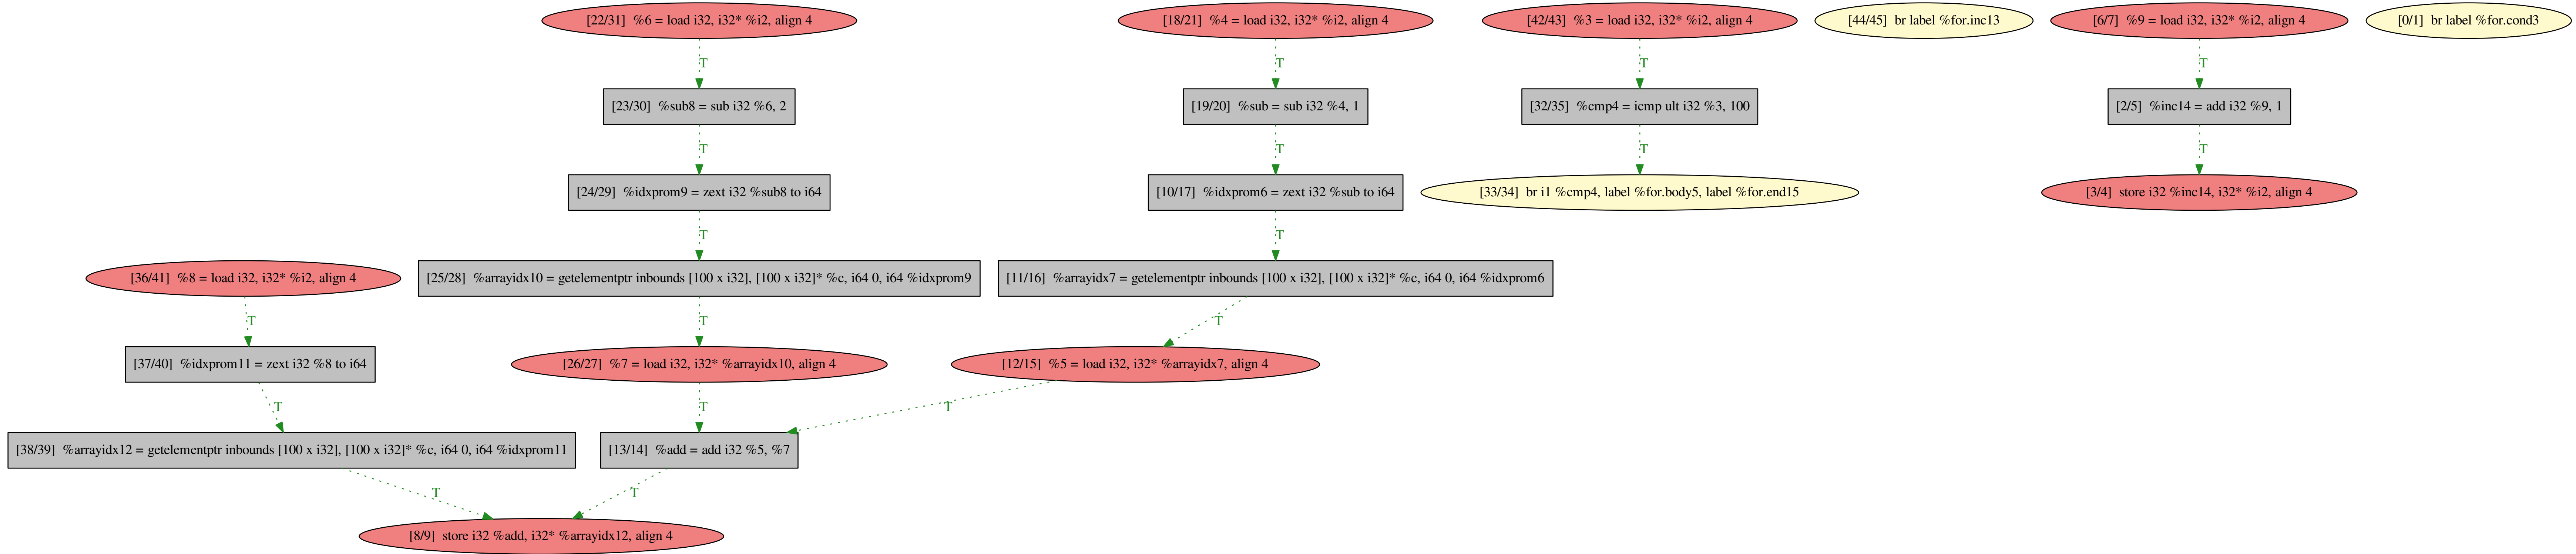 [22/31] %6 = load i32, i32* %i2, align 4
[18/21] %4 = load i32, i32* %i2, align 4
[42/43] %3 = load i32, i32* %i2, align 4
[44/45] br label %for.inc13
[6/7] %9 = load i32, i32* %i2, align 4
[0/1] br label %for.cond3
T
T
T
T
[23/30] %sub8 = sub i32 %6, 2
[19/20] %sub = sub i32 %4, 1
[32/35] %cmp4 = icmp ult i32 %3, 100
[2/5] %inc14 = add i32 %9, 1
T
T
T
T
[24/29] %idxprom9 = zext i32 %sub8 to i64
[10/17] %idxprom6 = zext i32 %sub to i64
[33/34] br i1 %cmp4, label %for.body5, label %for.end15
[3/4] store i32 %inc14, i32* %i2, align 4
T
T
[36/41] %8 = load i32, i32* %i2, align 4
[25/28] %arrayidx10 = getelementptr inbounds [100 x i32], [100 x i32]* %c, i64 0, i64 %idxprom9
[11/16] %arrayidx7 = getelementptr inbounds [100 x i32], [100 x i32]* %c, i64 0, i64 %idxprom6
T
T
T
[37/40] %idxprom11 = zext i32 %8 to i64
[26/27] %7 = load i32, i32* %arrayidx10, align 4
[12/15] %5 = load i32, i32* %arrayidx7, align 4
T
T
T
[38/39] %arrayidx12 = getelementptr inbounds [100 x i32], [100 x i32]* %c, i64 0, i64 %idxprom11
[13/14] %add = add i32 %5, %7
T
T
[8/9] store i32 %add, i32* %arrayidx12, align 4